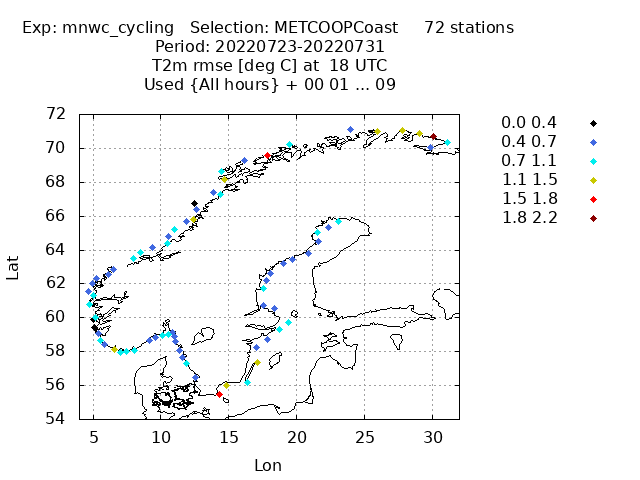 Exp: mnwc_cycling   Selection: METCOOPCoast     72 stations
Period: 20220723-20220731
T2m rmse [deg C] at  18 UTC
Used {All hours} + 00 01 ... 09
72
70
68
66
64
62
60
58
56
54
Lat
5 10 15 20 25 30
Lon
0.0 0.4
0.4 0.7
0.7 1.1
1.1 1.5
1.5 1.8
1.8 2.2